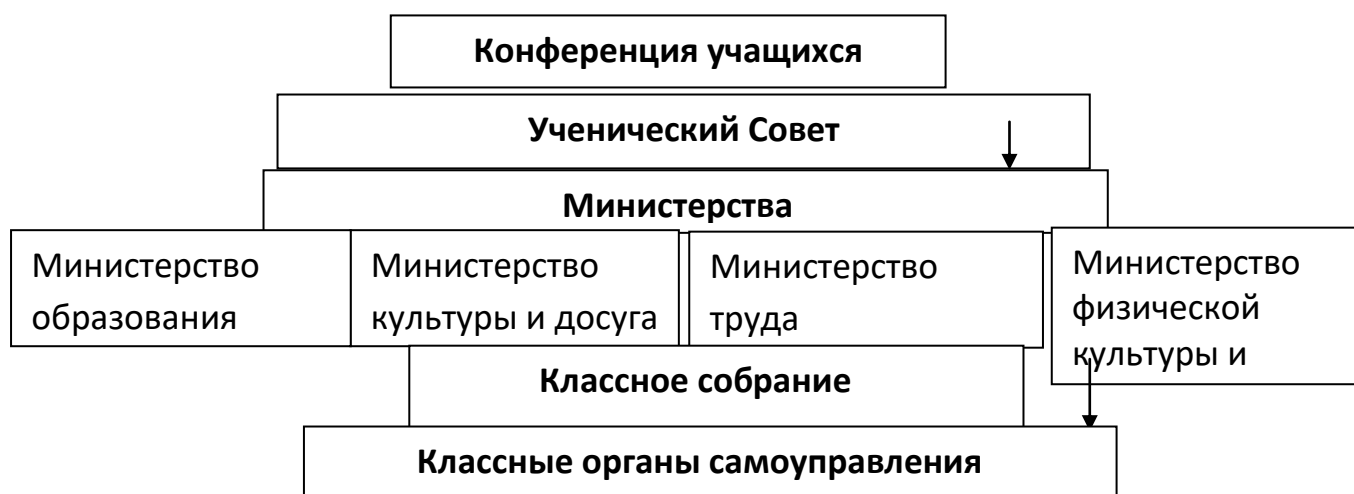 Конференция учащихся
Ученический Совет
Министерства
Министерство
образования
Министерство
культуры и досуга
Министерство
труда
Министерство
физической
культуры и
Классное собрание
Классные органы самоуправления